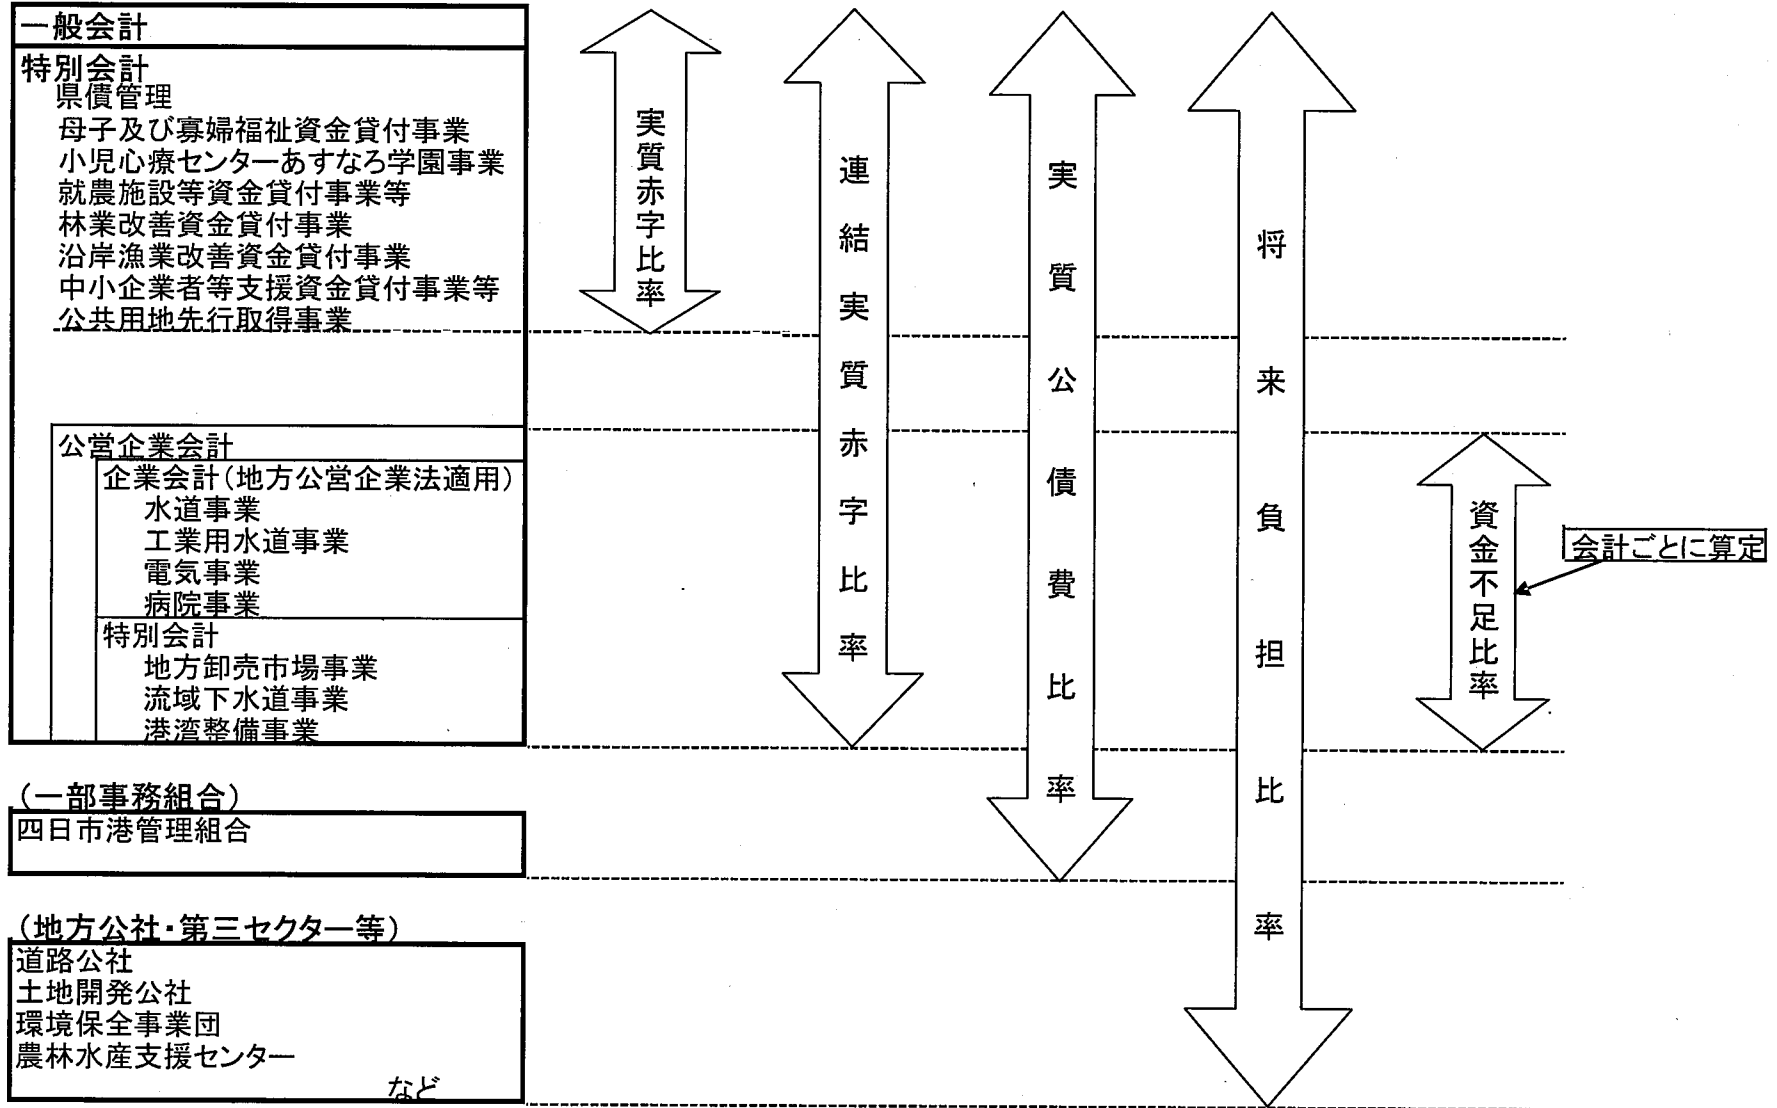 一般会計
特別会計
県債管理
母子及び寡婦福祉資金貸付事業
小児心療センターあすなろ学園事業
就農施設等資金貸付事業等
林業改善資金貸付事業
沿岸漁業改善資金貸付事業
中小企業者等支援資金貸付事業等
公共用地先行取得事業
公営企業会計
企業会計(地方公営企業法適用)
水道事業
工業用水道事業
電気事業
病院事業
特別会計
地方卸売市場事業
流域下水道事業
港湾整備事業
(一部事務組合)
四日市港管理組合
(地方公社・第三セクター等)
道路公社
土地開発公社
環境保全事業団
農林水産支援センター
など
実質赤字比率
連結実質赤字比率
実質公債費比率
将来負担比率
資金不足比率
会計ごとに算定